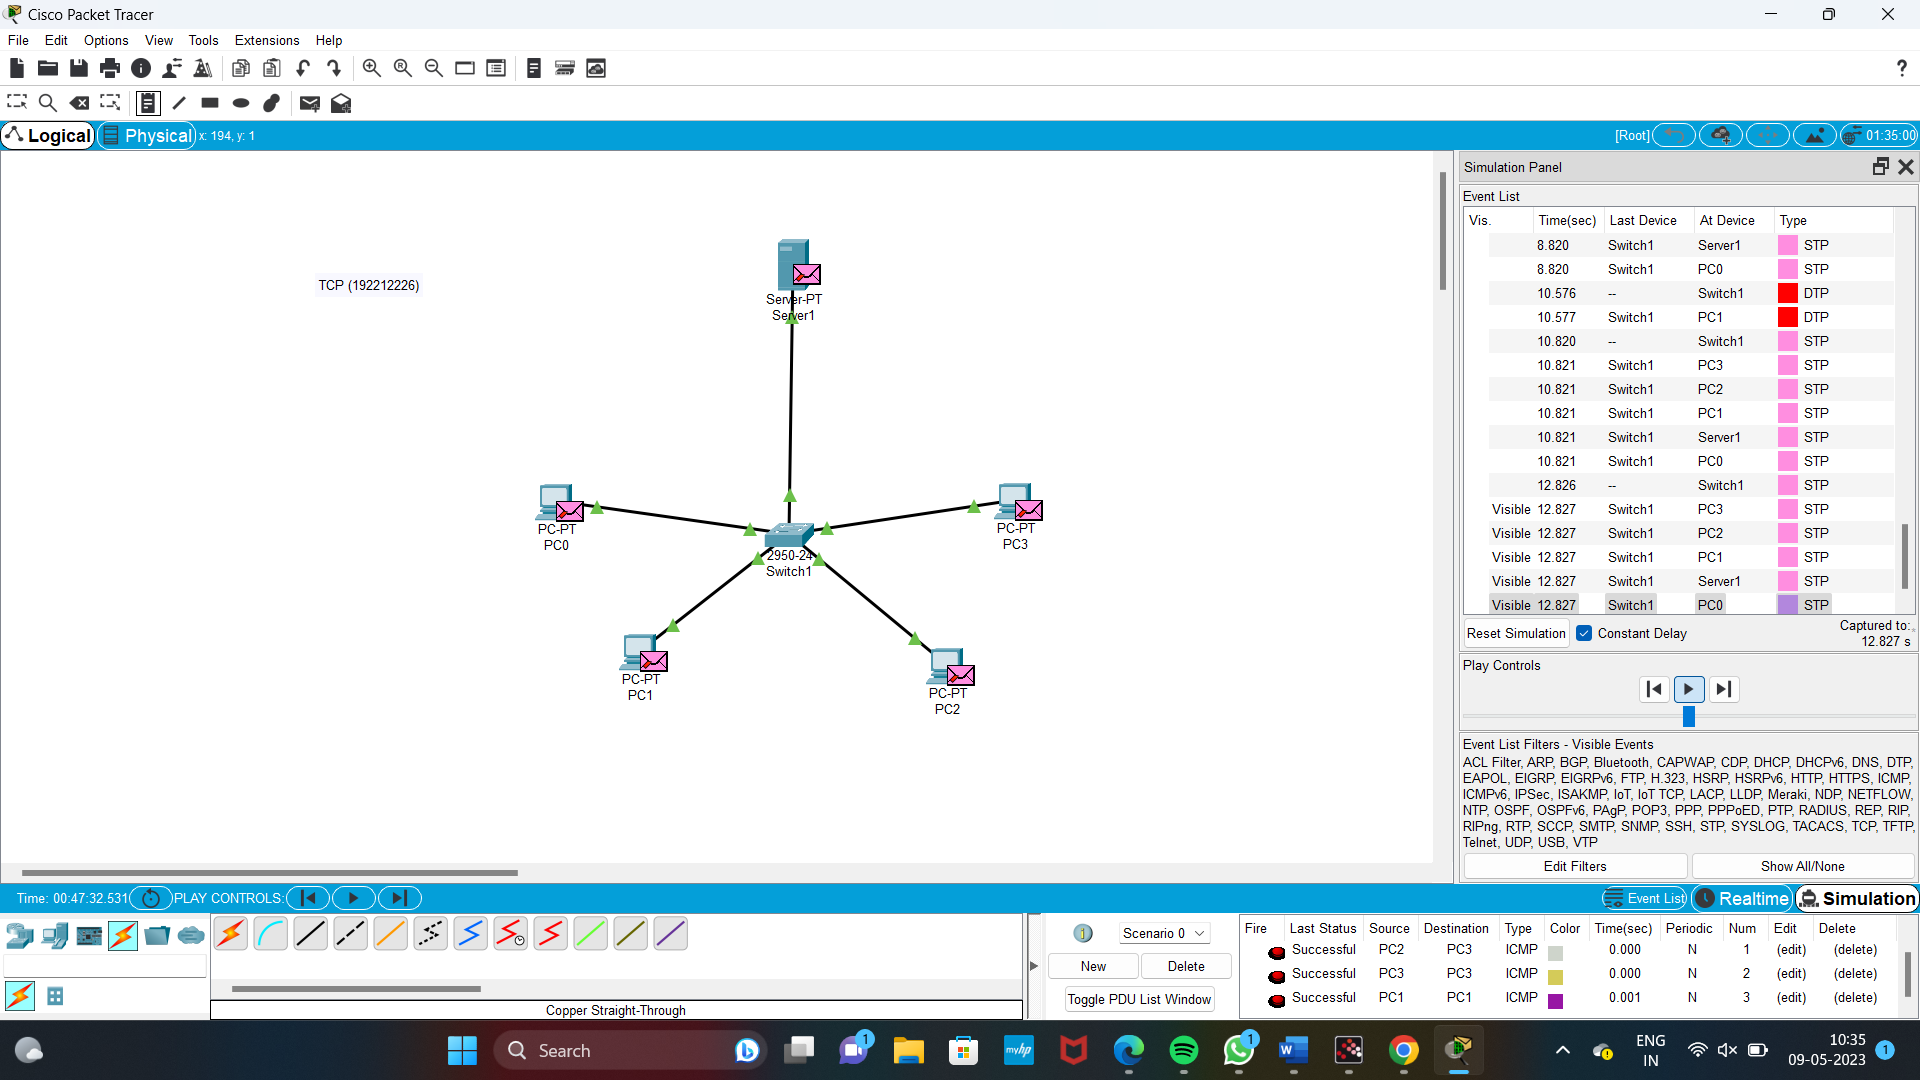 Cisco Packet Tracer
File Edit Options View Tools Extensions Help
?
Logical Physical x: 194, y: 1 [Root] 01:35:00
Simulation Panel
Event List
Vis. Time(sec) Last Device At Device Type
8.820 Switch1 Server1 STP
8.820 Switch1 PC0 STP
10.576 -- Switch1 DTP
10.577 Switch1 PC1 DTP
10.820 -- Switch1 STP
10.821 Switch1 PC3 STP
10.821 Switch1 PC2 STP
10.821 Switch1 PC1 STP
10.821 Switch1 Server1 STP
10.821 Switch1 PC0 STP
12.826 -- Switch1 STP
Visible 12.827 Switch1 PC3 STP
Visible 12.827 Switch1 PC2 STP
Visible 12.827 Switch1 PC1 STP
Visible 12.827 Switch1 Server1 STP
Visible 12.827 Switch1 PC0 STP
Reset Simulation Constant Delay Captured to:
12.827 s
Play Controls
Event List Filters - Visible Events
ACL Filter, ARP, BGP, Bluetooth, CAPWAP, CDP, DHCP, DHCPv6, DNS, DTP,
EAPOL, EIGRP, EIGRPv6, FTP, H.323, HSRP, HSRPv6, HTTP, HTTPS, ICMP,
ICMPv6, IPSec, ISAKMP, IoT, IoT TCP, LACP, LLDP, Meraki, NDP, NETFLOW,
NTP, OSPF, OSPFv6, PAgP, POP3, PPP, PPPoED, PTP, RADIUS, REP, RIP,
RIPng, RTP, SCCP, SMTP, SNMP, SSH, STP, SYSLOG, TACACS, TCP, TFTP,
Telnet, UDP, USB, VTP
Edit Filters Show All/None
TCP (192212226)
Server-PT
Server1
PC-PT
PC0
PC-PT
PC3
2950-24
Switch1
PC-PT
PC1
PC-PT
PC2
Time: 00:47:32.531 PLAY CONTROLS: Event List Realtime Simulation
Copper Straight-Through
Scenario 0
New Delete
Toggle PDU List Window
Fire Last Status Source Destination Type Color Time(sec) Periodic Num Edit Delete
Successful PC2 PC3 ICMP 0.000 N 1 (edit) (delete)
Successful PC3 PC3 ICMP 0.000 N 2 (edit) (delete)
Successful PC1 PC1 ICMP 0.001 N 3 (edit) (delete)
Search
1
myhp
1
W
ENG
IN
10:35
09-05-2023
1